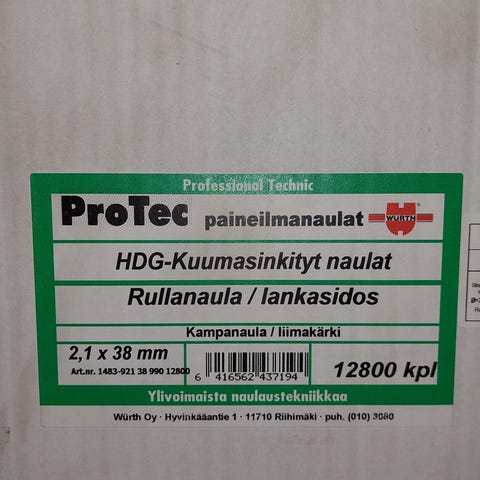 Professional Technic
ProTec paineilmanaulat WÜRTH
HDG-Kuumasinkityt naulat
Rullanaula / lankasidos
Kampanaula / liimakärki
2,1 x 38 mm
Art.nr. 1483-921 38 990 12800
6 416562 437194
12800 kpl
Ylivoimaista naulaustekniikkaa
Würth Oy · Hyvinkääntie 1 · 11710 Riihimäki · puh. (010) 3080